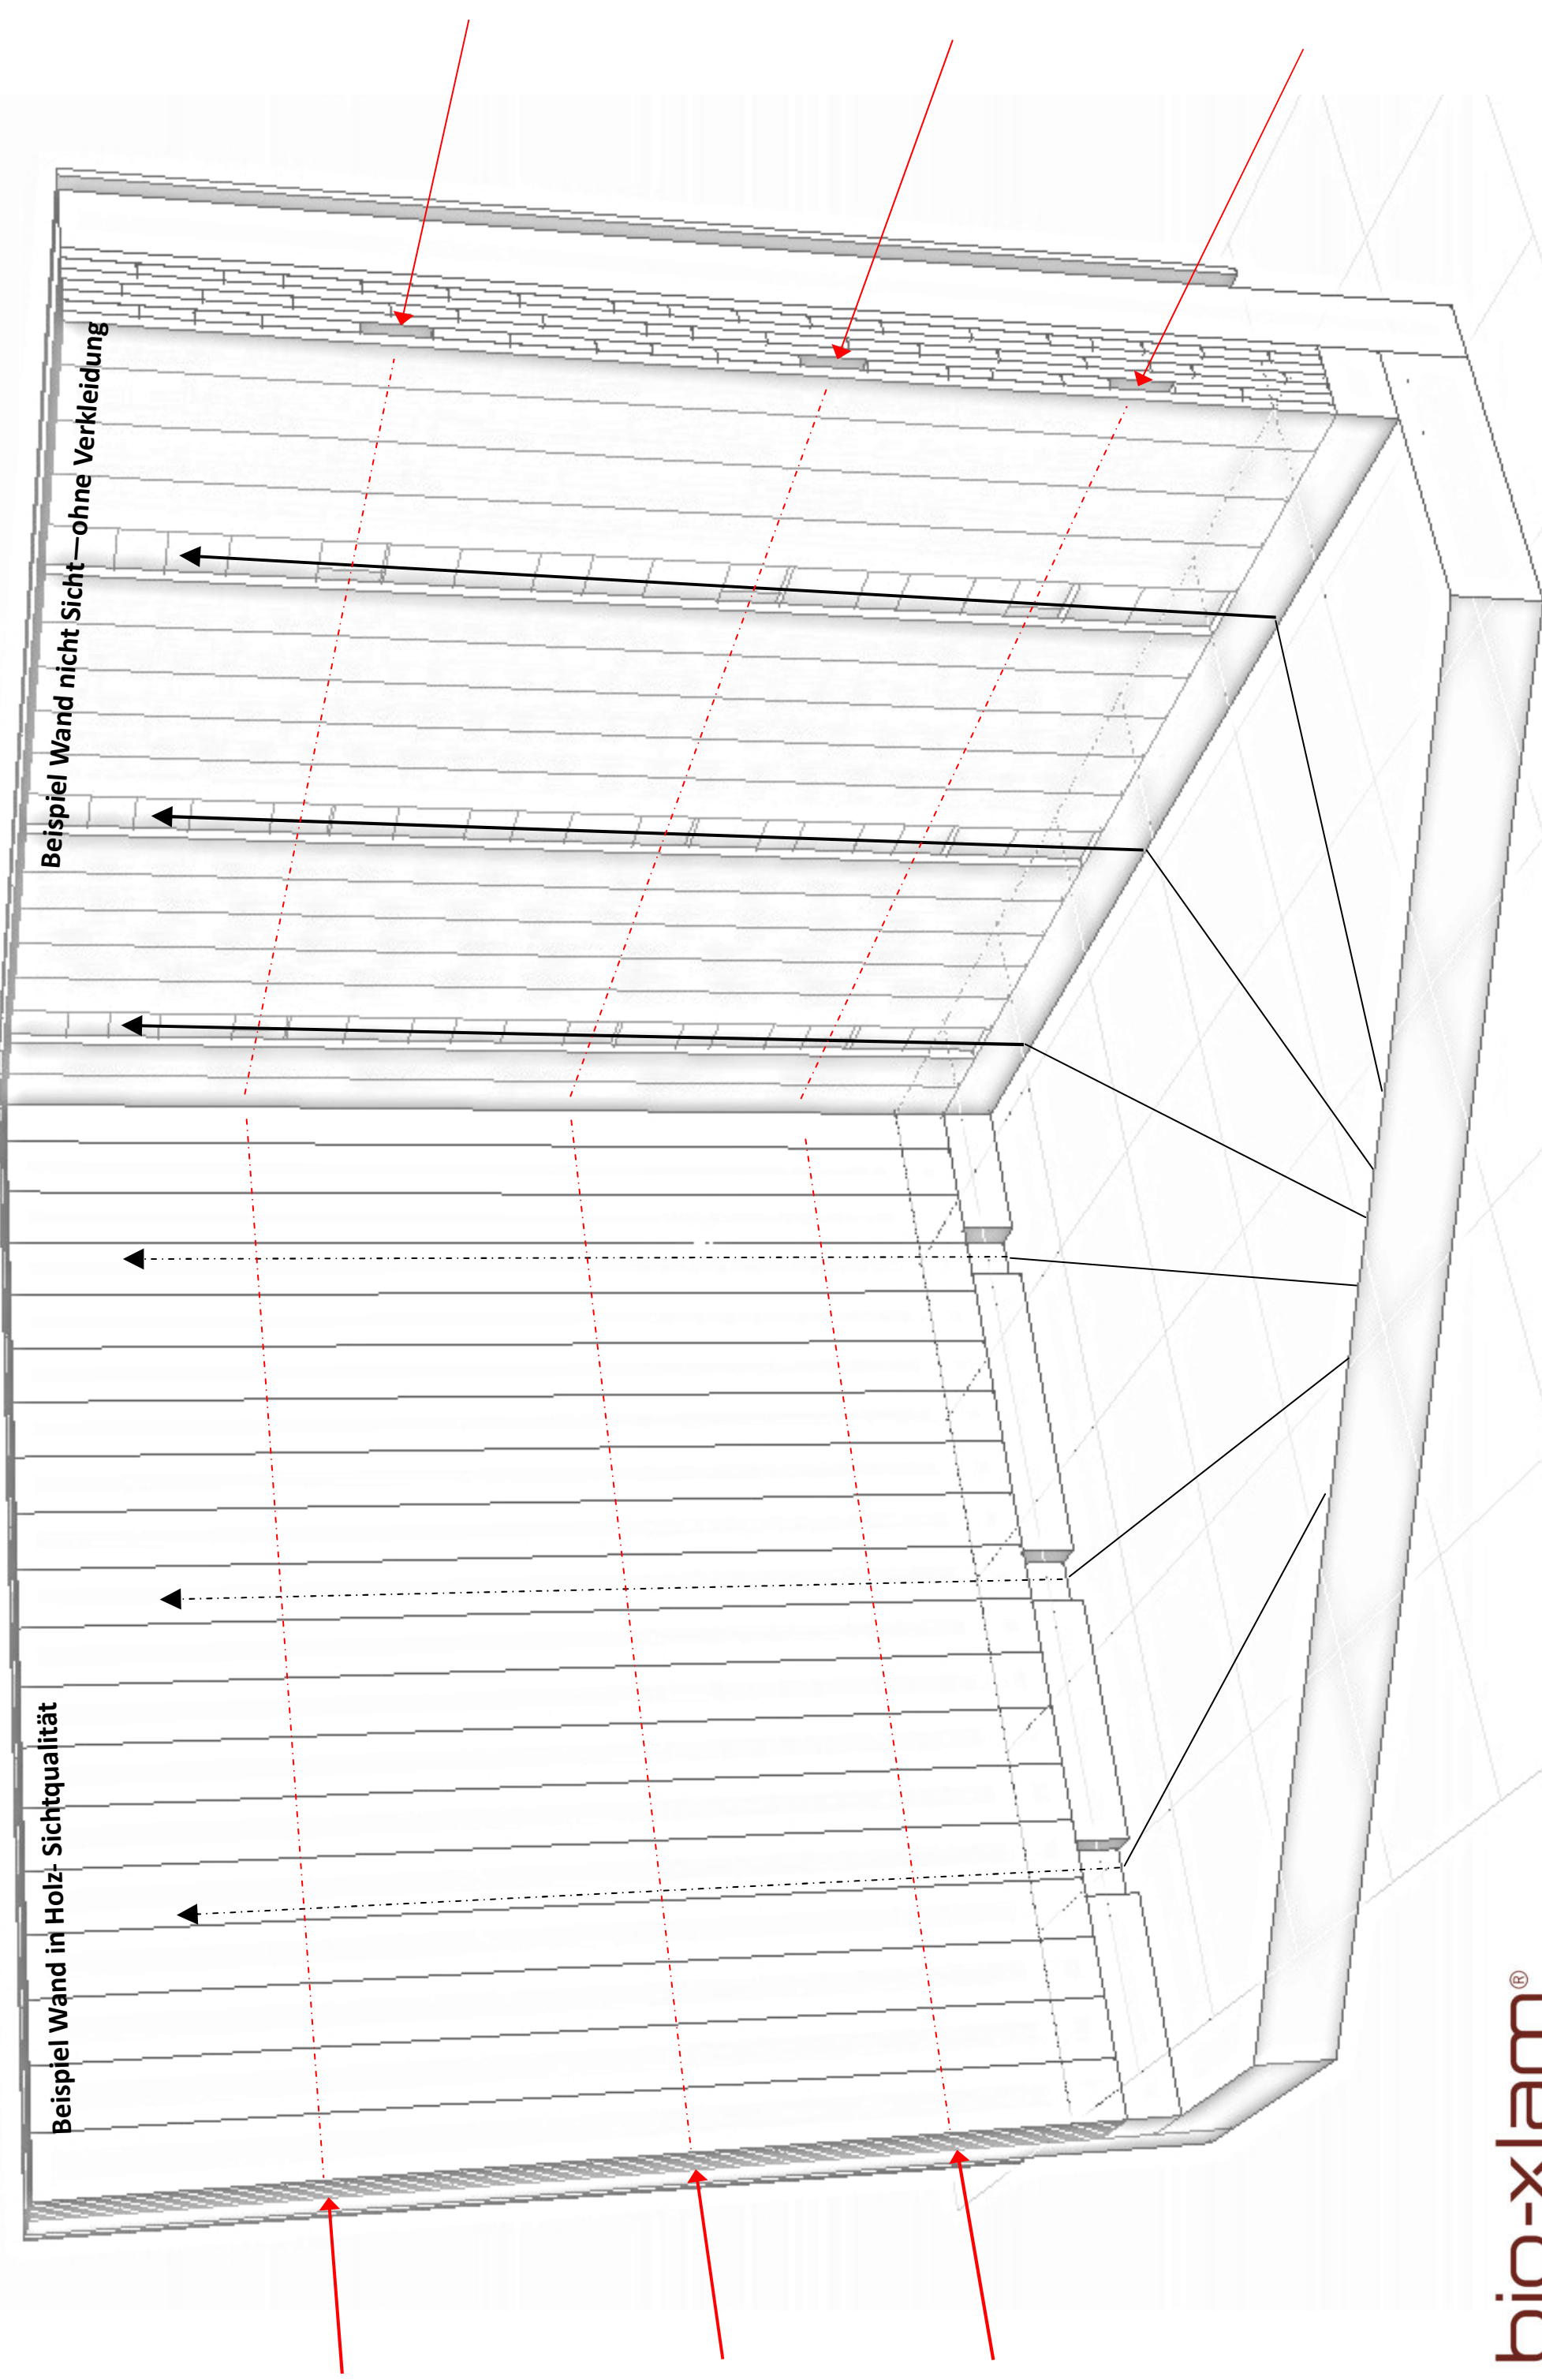 Beispiel Wand in Holz- Sichtqualität
Beispiel Wand nicht Sicht—ohne Verkleidung
bio-xlam®